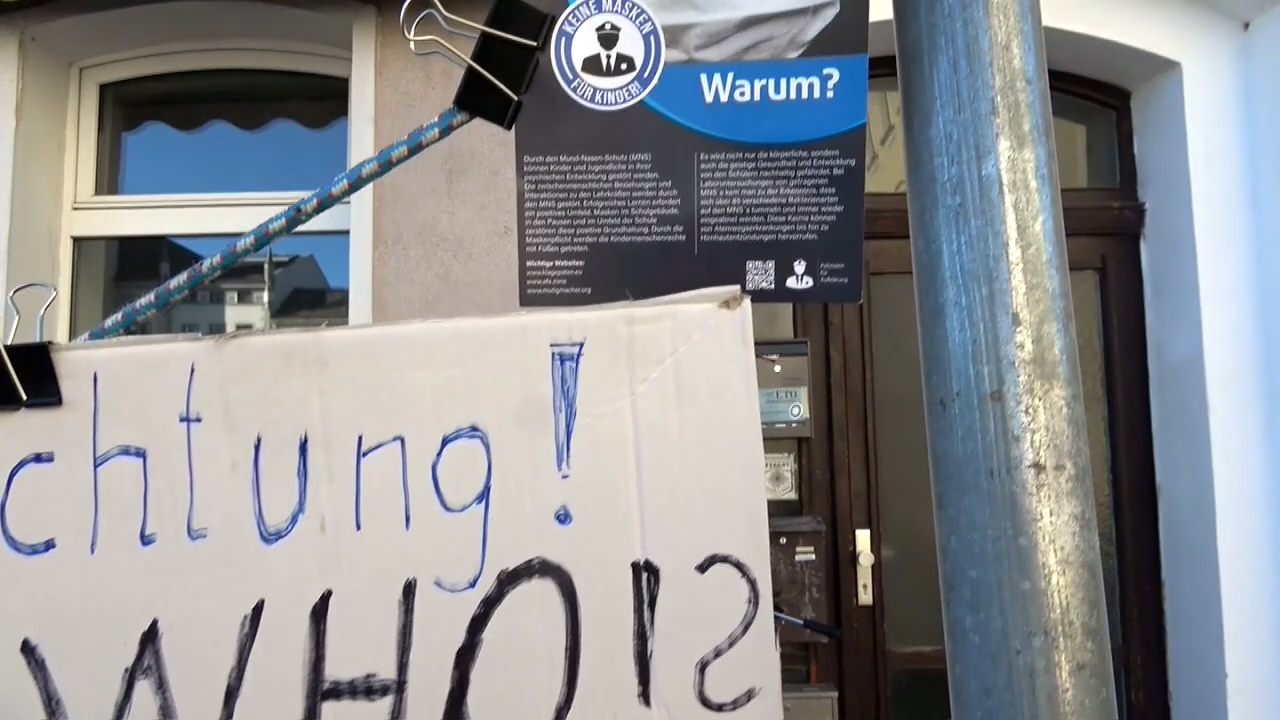 KEINE MASKEN
FÜR KINDER!
Warum?
Durch den Mund-Nasen-Schutz (MNS)
können Kinder und Jugendliche in ihrer
psychischen Entwicklung gestört werden.
Die zwischenmenschlichen Beziehungen und
Interaktionen zu den Lehrkräften werden durch
den MNS gestört. Erfolgreiches Lernen erfordert
ein positives Umfeld. Masken im Schulgebäude,
in den Pausen und im Umfeld der Schule
zerstören diese positive Grundhaltung. Durch die
Maskenpflicht werden die Kindermenschenrechte
mit Füßen getreten.
Wichtige Websites:
www.klagepaten.eu
www.afa.zone
www.mutigmacher.org
Es wird nicht nur die körperliche, sondern
auch die geistige Gesundheit und Entwicklung
von den Schülern nachhaltig gefährdet. Bei
Laboruntersuchungen von getragenen
MNS´s kam man zu der Erkenntnis, dass
sich über 85 verschiedene Bakterienarten
auf den MNS´s tummeln und immer wieder
eingeatmet werden. Diese Keime können
von Atemwegserkrankungen bis hin zu
Hirnhautentzündungen hervorrufen.
Polizisten
für
Aufklärung
ETO
chtung!
WHO IS